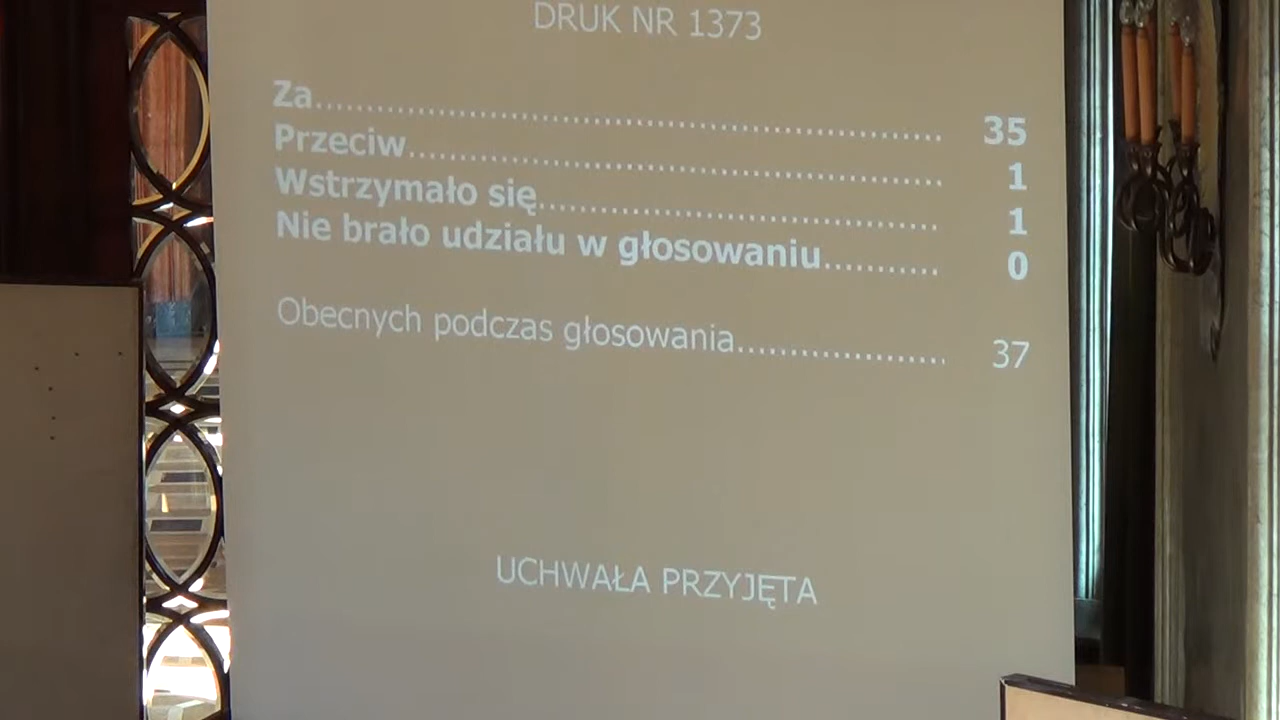 DRUK NR 1373
Za.......................................................................... 35
Przeciw................................................................ 1
Wstrzymało się................................................ 1
Nie brało udziału w głosowaniu........... 0
Obecnych podczas głosowania.................... 37
UCHWAŁA PRZYJĘTA